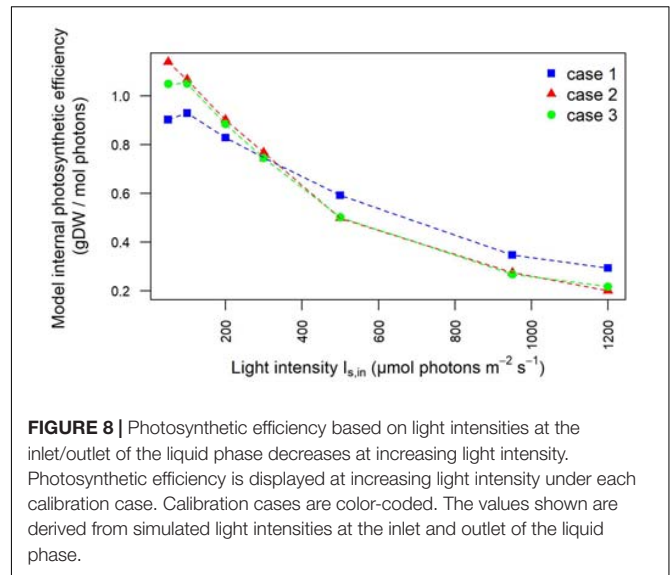 Model internal photosynthetic efficiency
(gDW / mol photons)
1.0
0.8
0.6
0.4
0.2
case 1
case 2
case 3
200
400
600
800
1000
1200
Light intensity Is,in (μmol photons m−2 s−1)
FIGURE 8 | Photosynthetic efficiency based on light intensities at the
inlet/outlet of the liquid phase decreases at increasing light intensity.
Photosynthetic efficiency is displayed at increasing light intensity under each
calibration case. Calibration cases are color-coded. The values shown are
derived from simulated light intensities at the inlet and outlet of the liquid
phase.